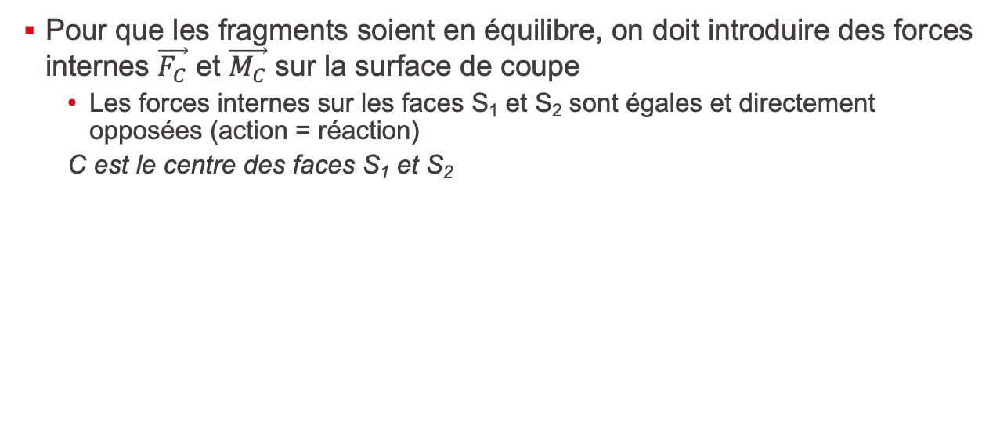 ▪ Pour que les fragments soient en équilibre, on doit introduire des forces
internes $\overrightarrow{F_C}$ et $\overrightarrow{M_C}$ sur la surface de coupe
• Les forces internes sur les faces S₁ et S₂ sont égales et directement
opposées (action = réaction)
C est le centre des faces S₁ et S₂